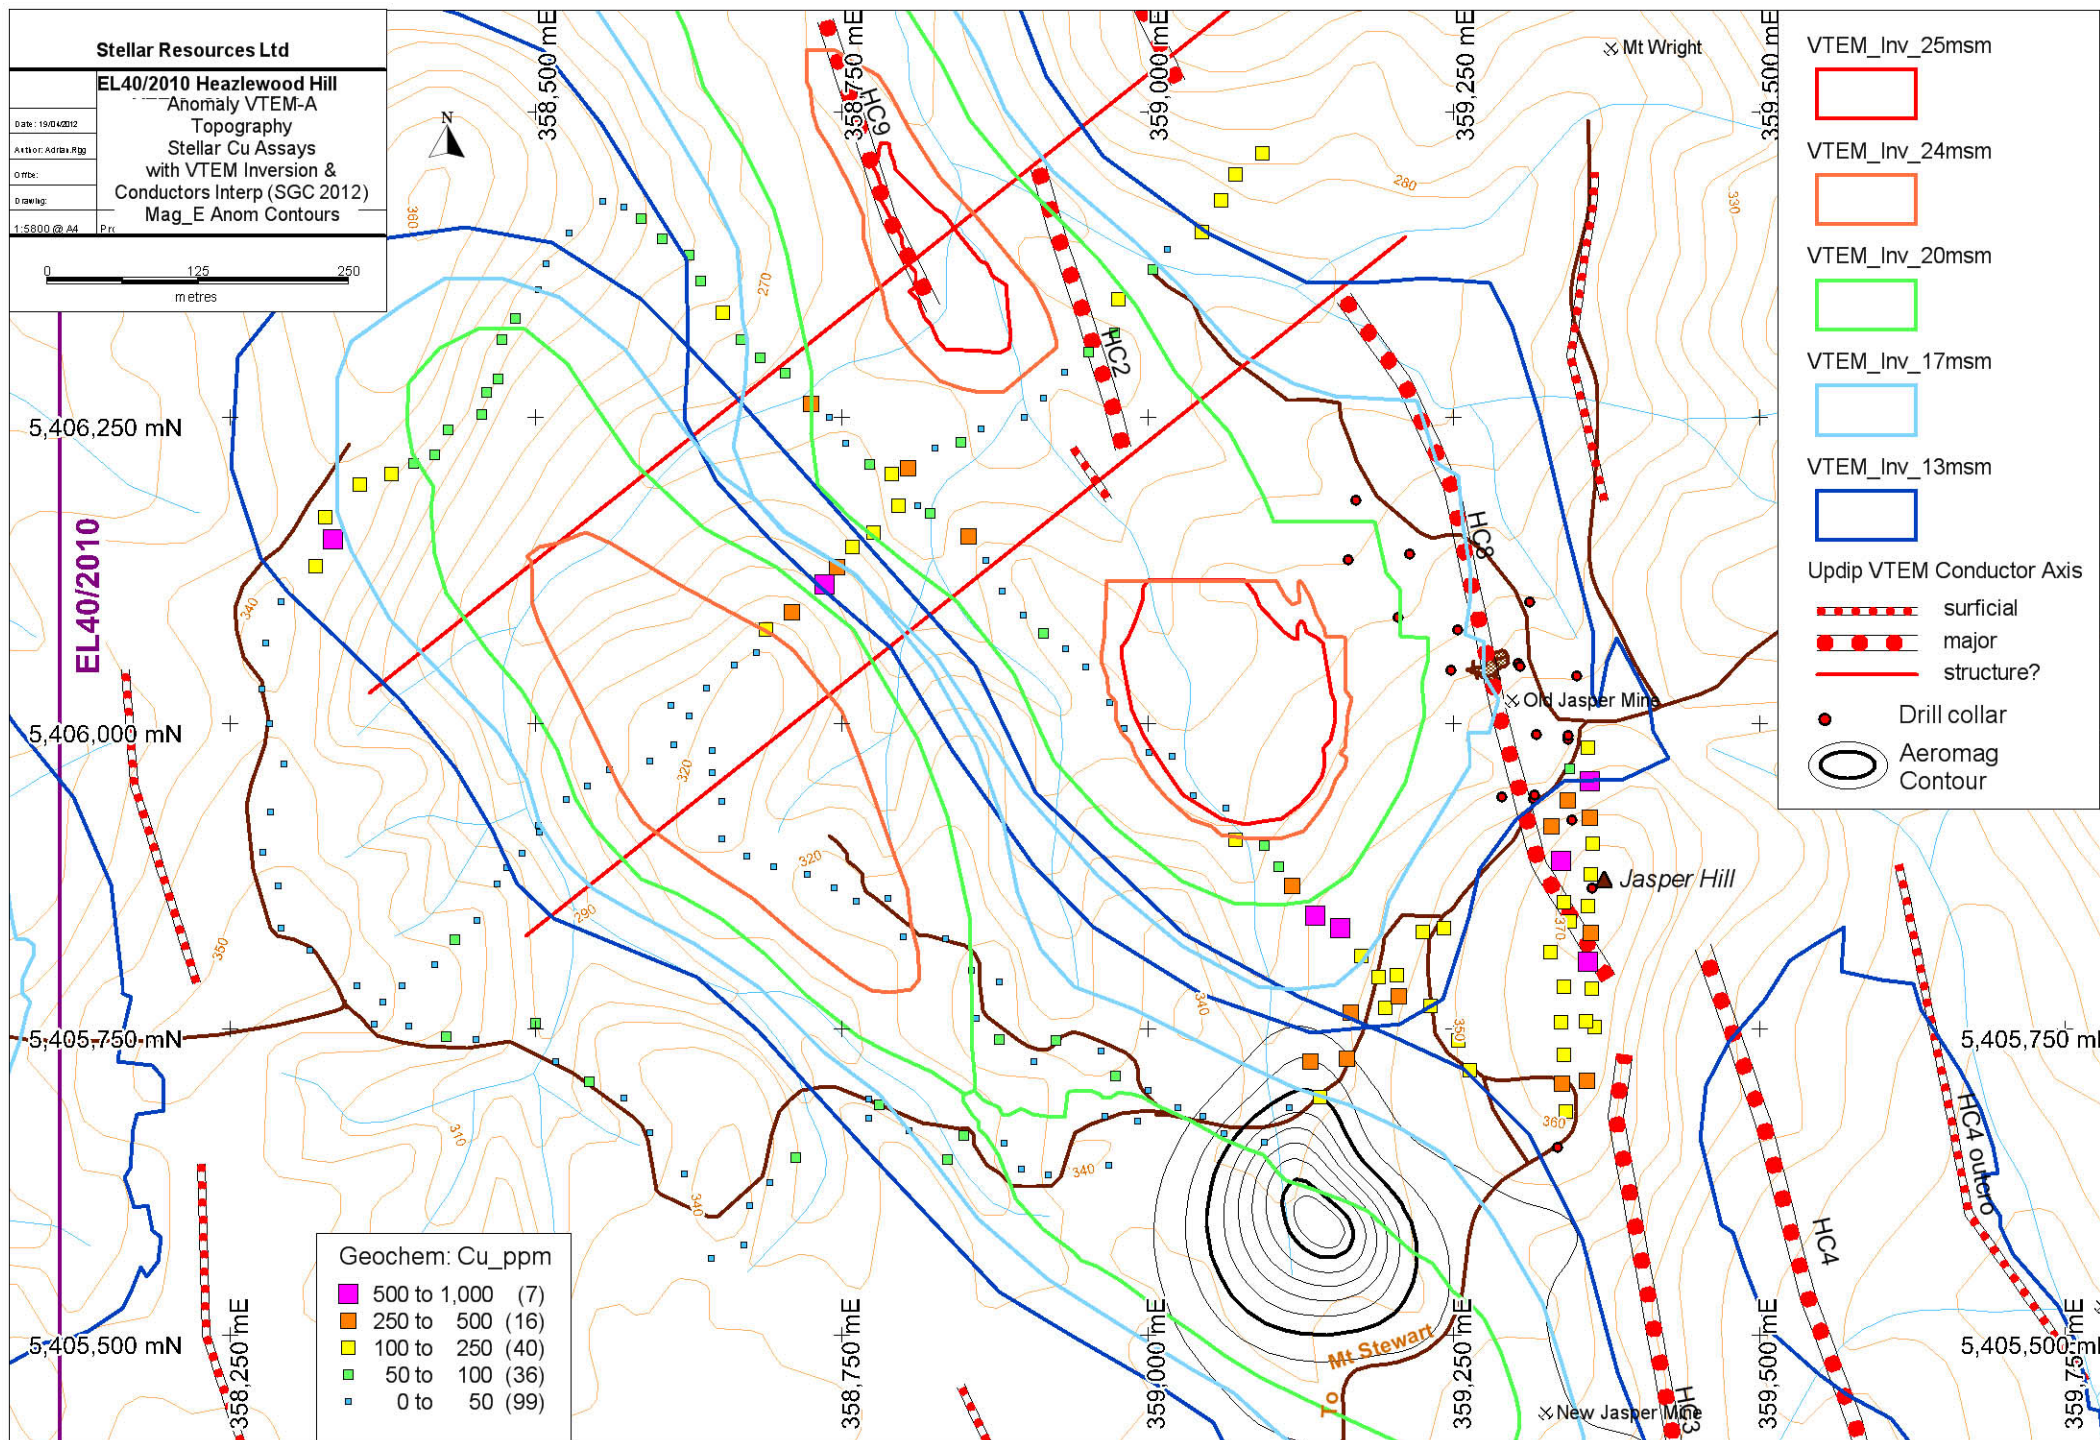 Stellar Resources Ltd
EL40/2010 Heazlewood Hill
Anomaly VTEM-A
Topography
Stellar Cu Assays
with VTEM Inversion &
Conductors Interp (SGC 2012)
Mag_E Anom Contours
Date: 19/04/2012
Author: Adrian.Rigg
Office:
Drawing:
1:5800 @ A4
0 125 250
metres
N
358,500 mE
358,750 mE
359,000 mE
359,250 mE
359,500 mE
Mt Wright
VTEM_Inv_25msm
VTEM_Inv_24msm
VTEM_Inv_20msm
VTEM_Inv_17msm
VTEM_Inv_13msm
Updip VTEM Conductor Axis
surficial
major
structure?
Drill collar
Aeromag
Contour
HC9
HC2
HC8
360
270
280
330
5,406,250 mN
EL40/2010
340
5,406,000 mN
Old Jasper Mine
320
320
Jasper Hill
290
350
370
340
350
5,405,750 mN
5,405,750 mN
310
340
340
360
HC4 outero
HC4
HC3
Mt Stewart
To
New Jasper Mine
5,405,500 mN
5,405,500 mN
358,250 mE
358,750 mE
359,000 mE
359,250 mE
359,500 mE
359,750 mE
Geochem: Cu_ppm
500 to 1,000 (7)
250 to 500 (16)
100 to 250 (40)
50 to 100 (36)
0 to 50 (99)